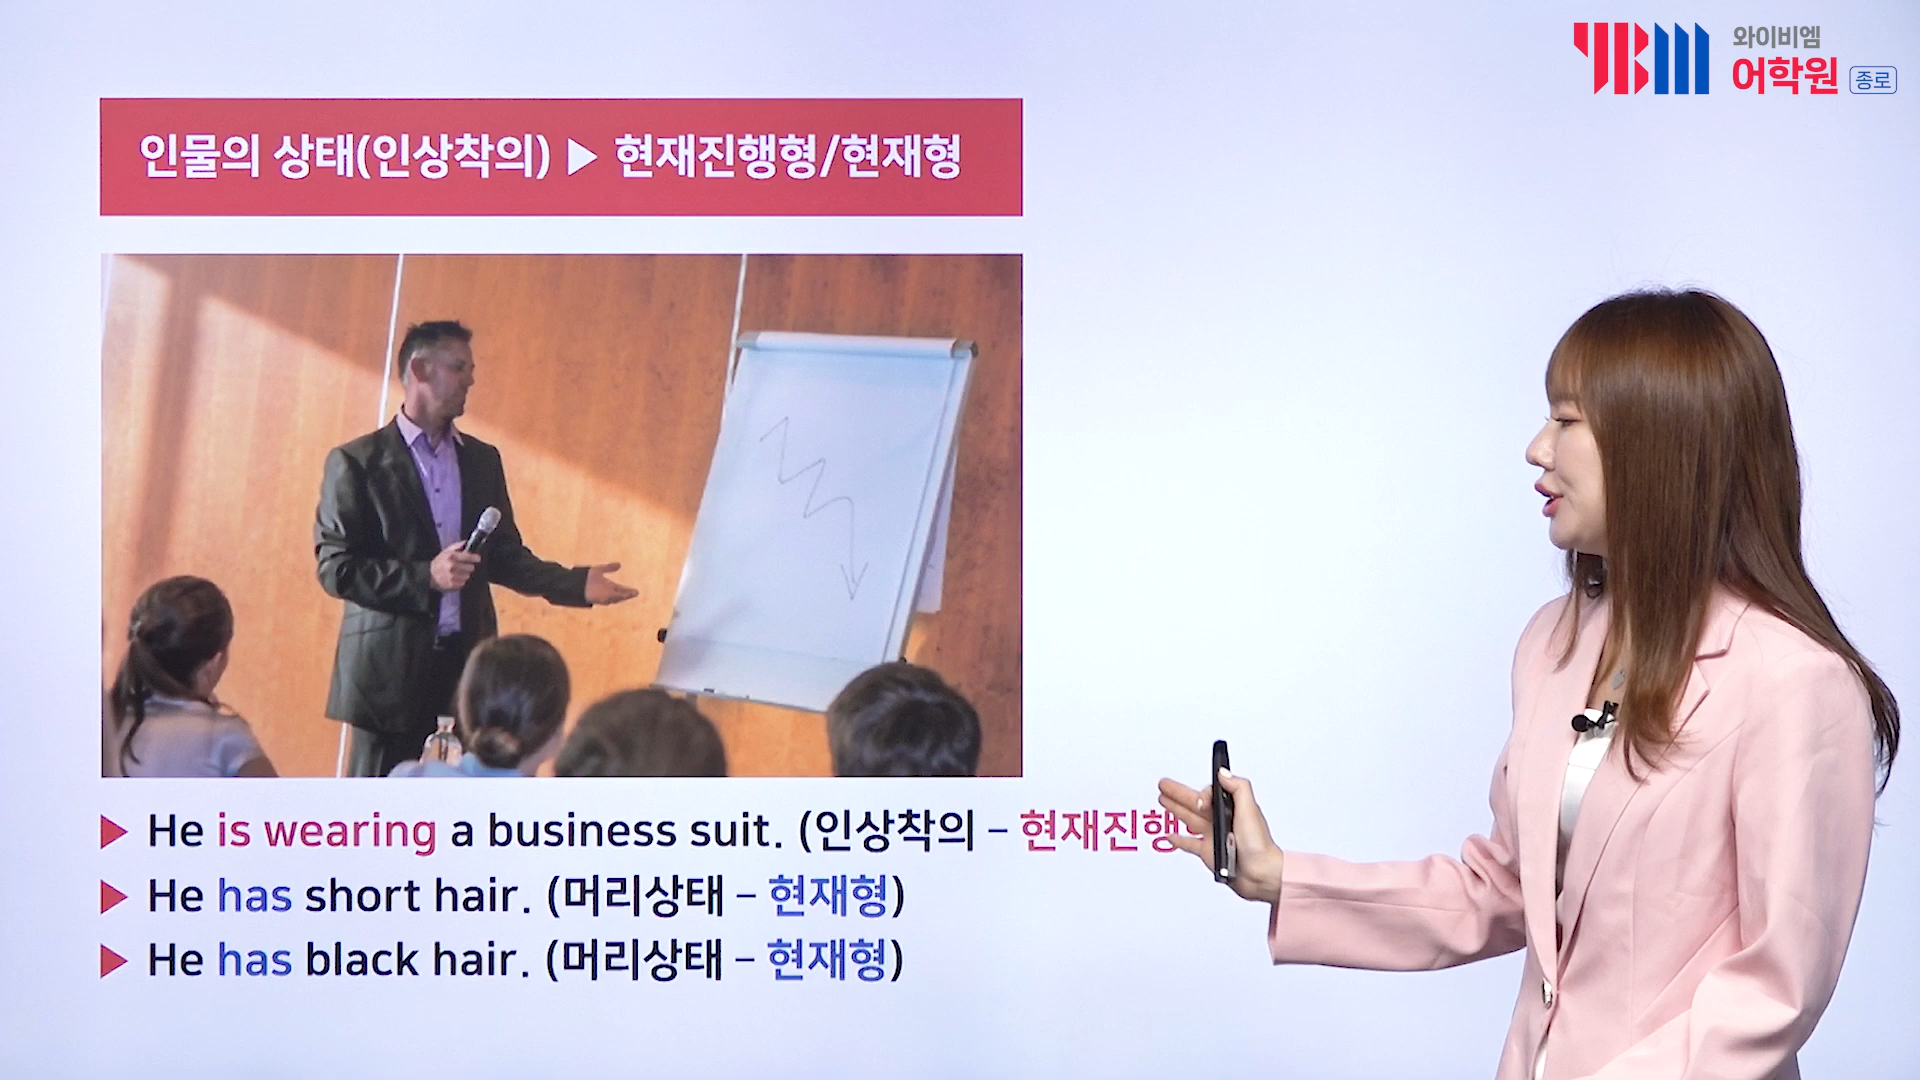 YBM
와이비엠
어학원 종로
인물의 상태(인상착의) ▷ 현재진행형/현재형
▶ He is wearing a business suit. (인상착의 – 현재진행
▶ He has short hair. (머리상태 – 현재형)
▶ He has black hair. (머리상태 – 현재형)